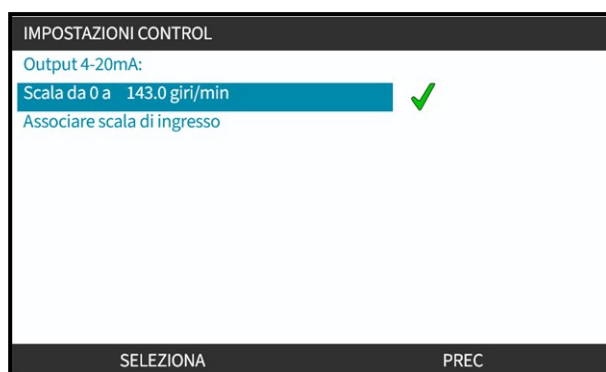 IMPOSTAZIONI CONTROL
Output 4-20mA:
Scala da 0 a 143.0 giri/min
Associare scala di ingresso
SELEZIONA PREC